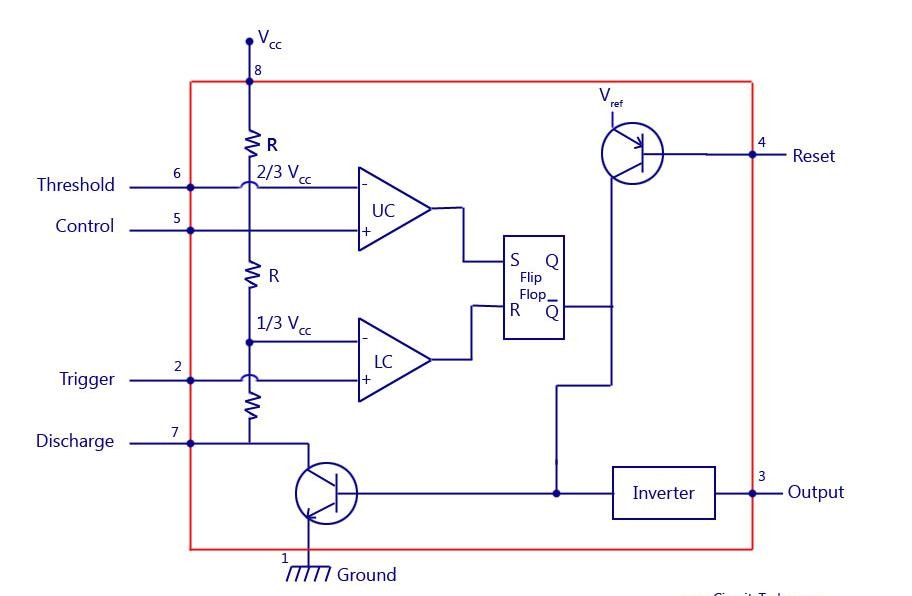 Vcc
8
Vref
R
4
Reset
6
2/3 Vcc
Threshold
-
UC
5
Control
+
S Q
R
Flip
Flop
R Q̅
1/3 Vcc
-
LC
2
Trigger
+
7
Discharge
3
Inverter
Output
1
Ground